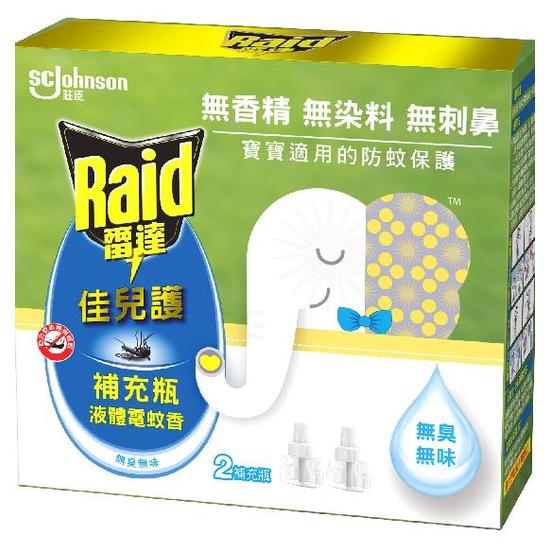 Raid
scJohnson
莊臣
無香精 無染料 無刺鼻
寶寶適用的防蚊保護
TM
Raid
雷達
佳兒護
補充瓶
液體電蚊香
無臭無味
2補充瓶
無臭
無味